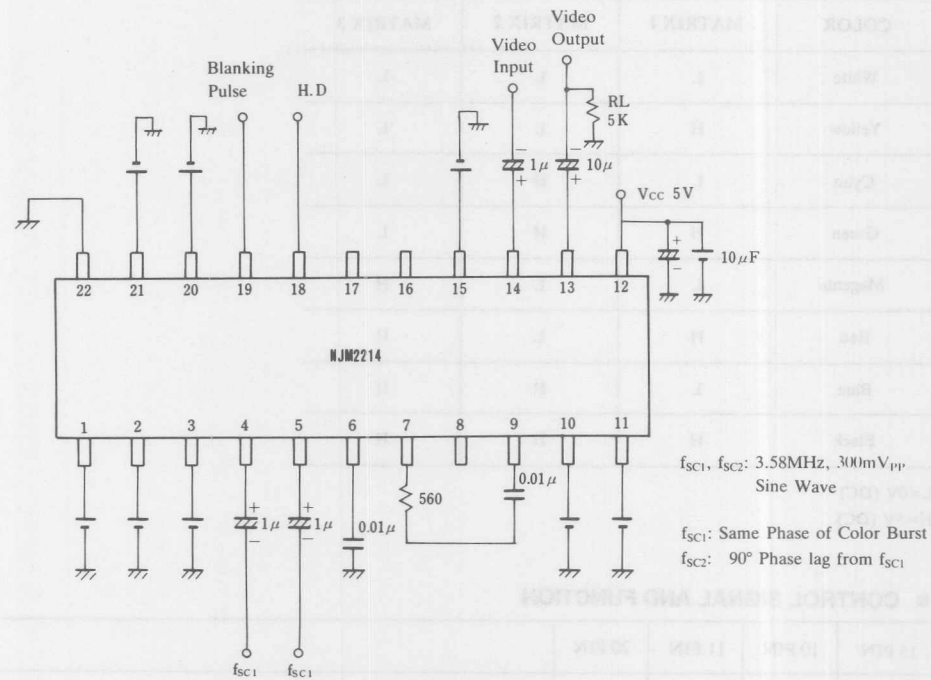 Video
Output
Video
Input
Blanking
Pulse
H.D
RL
5K
1μ
10μ
Vcc 5V
10μF
22 21 20 19 18 17 16 15 14 13 12
NJM2214
1 2 3 4 5 6 7 8 9 10 11
1μ
1μ
0.01μ
560
0.01μ
fSC1, fSC2: 3.58MHz, 300mVPP
Sine Wave
fSC1: Same Phase of Color Burst
fSC2: 90° Phase lag from fSC1
fSC1
fSC1